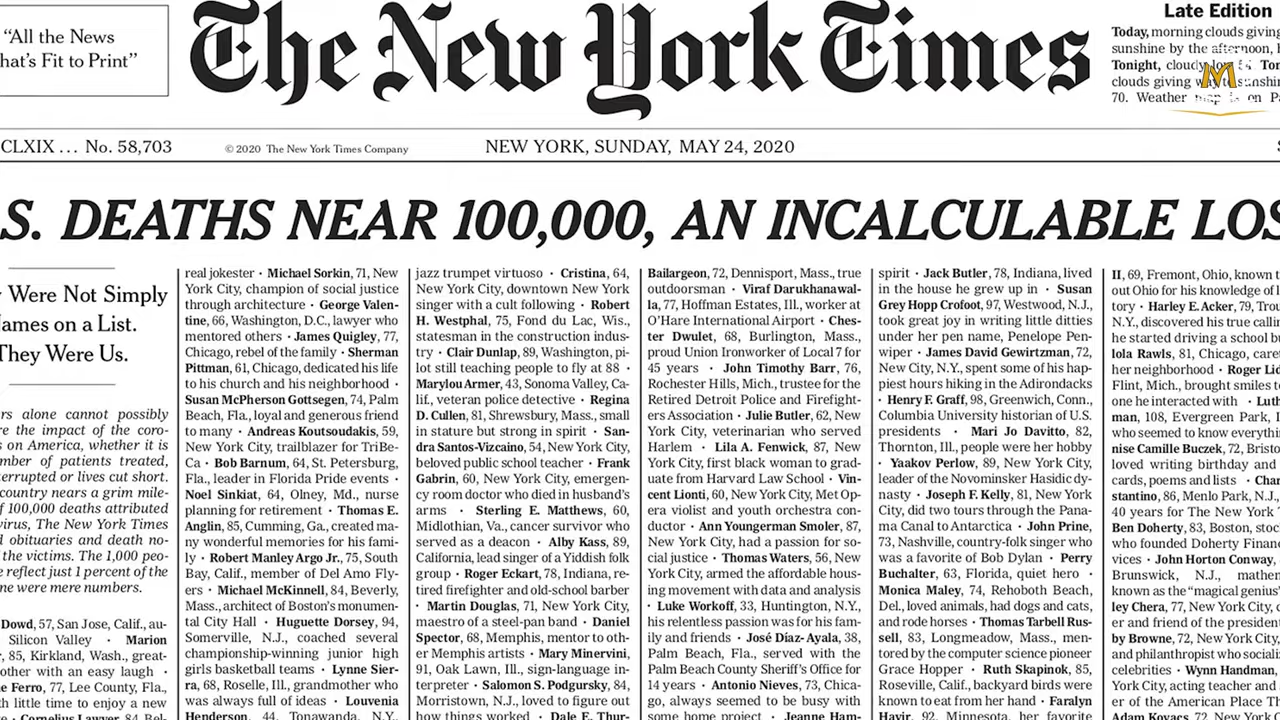 “All the News
hat’s Fit to Print”
The New York Times
Late Edition
Today, morning clouds giving
sunshine by the afternoon,
Tonight, cloudy, low
clouds giving way to sunshi
70. Weather map is on P
CLXIX ... No. 58,703
© 2020 The New York Times Company
NEW YORK, SUNDAY, MAY 24, 2020
S. DEATHS NEAR 100,000, AN INCALCULABLE LOS
Were Not Simply
ames on a List.
They Were Us.
rs alone cannot possibly
re the impact of the coro-
s on America, whether it is
mber of patients treated,
terrupted or lives cut short.
country nears a grim mile-
of 100,000 deaths attributed
virus, The New York Times
d obituaries and death no-
the victims. The 1,000 peo-
e reflect just 1 percent of the
ne were mere numbers.
Dowd, 57, San Jose, Calif., au-
Silicon Valley · Marion
, 85, Kirkland, Wash., great-
other with an easy laugh ·
e Ferro, 77, Lee County, Fla.,
th little time to enjoy a new
· Cornelius Lawyer, 84, Bel-
real jokester · Michael Sorkin, 71, New
York City, champion of social justice
through architecture · George Valen-
tine, 66, Washington, D.C., lawyer who
mentored others · James Quigley, 77,
Chicago, rebel of the family · Sherman
Pittman, 61, Chicago, dedicated his life
to his church and his neighborhood ·
Susan McPherson Gottsegen, 74, Palm
Beach, Fla., loyal and generous friend
to many · Andreas Koutsoudakis, 59,
New York City, trailblazer for TriBe-
Ca · Bob Barnum, 64, St. Petersburg,
Fla., leader in Florida Pride events ·
Noel Sinkiat, 64, Olney, Md., nurse
planning for retirement · Thomas E.
Anglin, 85, Cumming, Ga., created ma-
ny wonderful memories for his fami-
ly · Robert Manley Argo Jr., 75, South
Bay, Calif., member of Del Amo Fly-
ers · Michael McKinnell, 84, Beverly,
Mass., architect of Boston’s monumen-
tal City Hall · Huguette Dorsey, 94,
Somerville, N.J., coached several
championship-winning junior high
girls basketball teams · Lynne Sier-
ra, 68, Roselle, Ill., grandmother who
was always full of ideas · Louvenia
Henderson, 44, Tonawanda, N.Y.,
jazz trumpet virtuoso · Cristina, 64,
New York City, downtown New York
singer with a cult following · Robert
H. Westphal, 75, Fond du Lac, Wis.,
statesman in the construction indus-
try · Clair Dunlap, 89, Washington, pi-
lot still teaching people to fly at 88 ·
Marylou Armer, 43, Sonoma Valley, Ca-
lif., veteran police detective · Regina
D. Cullen, 81, Shrewsbury, Mass., small
in stature but strong in spirit · San-
dra Santos-Vizcaino, 54, New York City,
beloved public school teacher · Frank
Gabrin, 60, New York City, emergen-
cy room doctor who died in husband’s
arms · Sterling E. Matthews, 60,
Midlothian, Va., cancer survivor who
served as a deacon · Alby Kass, 89,
California, lead singer of a Yiddish folk
group · Roger Eckart, 78, Indiana, re-
tired firefighter and old-school barber
· Martin Douglas, 71, New York City,
maestro of a steel-pan band · Daniel
Spector, 68, Memphis, mentor to oth-
er Memphis artists · Mary Minervini,
91, Oak Lawn, Ill., sign-language in-
terpreter · Salomon S. Podgursky, 84,
Morristown, N.J., loved to figure out
how things worked · Dale E. Thur-
Bailargeon, 72, Dennisport, Mass., true
outdoorsman · Viraf Darukhanawal-
la, 77, Hoffman Estates, Ill., worker at
O’Hare International Airport · Ches-
ter Dwulet, 68, Burlington, Mass.,
proud Union Ironworker of Local 7 for
45 years · John Timothy Barr, 76,
Rochester Hills, Mich., trustee for the
Retired Detroit Police and Firefight-
ers Association · Julie Butler, 62, New
York City, veterinarian who served
Harlem · Lila A. Fenwick, 87, New
York City, first black woman to grad-
uate from Harvard Law School · Vin-
cent Lionti, 60, New York City, Met Op-
era violist and youth orchestra con-
ductor · Ann Youngerman Smoler, 87,
New York City, had a passion for so-
cial justice · Thomas Waters, 56, New
York City, armed the affordable hous-
ing movement with data and analysis
· Luke Workoff, 33, Huntington, N.Y.,
his relentless passion was for his fam-
ily and friends · José Díaz-Ayala, 38,
Palm Beach, Fla., served with the
Palm Beach County Sheriff’s Office for
14 years · Antonio Nieves, 73, Chica-
go, always seemed to be busy with
some home project · Jeanne Ham-
spirit · Jack Butler, 78, Indiana, lived
in the house he grew up in · Susan
Grey Hopp Crofoot, 97, Westwood, N.J.,
took great joy in writing little ditties
under her pen name, Penelope Pen-
wiper · James David Gewirtzman, 72,
New City, N.Y., spent some of his hap-
piest hours hiking in the Adirondacks
· Henry F. Graff, 98, Greenwich, Conn.,
Columbia University historian of U.S.
presidents · Mari Jo Davitto, 82,
Thornton, Ill., people were her hobby
· Yaakov Perlow, 89, New York City,
leader of the Novominsker Hasidic dy-
nasty · Joseph F. Kelly, 81, New York
City, did two tours through the Pana-
ma Canal to Antarctica · John Prine,
73, Nashville, country-folk singer who
was a favorite of Bob Dylan · Perry
Buchalter, 63, Florida, quiet hero ·
Monica Maley, 74, Rehoboth Beach,
Del., loved animals, had dogs and cats,
and rode horses · Thomas Tarbell Rus-
sell, 83, Longmeadow, Mass., men-
tored by the computer science pioneer
Grace Hopper · Ruth Skapinok, 85,
Roseville, Calif., backyard birds were
known to eat from her hand · Faralyn
Havir, 92, Minnesota, her favorite
II, 69, Fremont, Ohio, known t
out Ohio for his knowledge of l
tory · Harley E. Acker, 79, Trou
N.Y., discovered his true calling
he started driving a school bu
lola Rawls, 81, Chicago, care
her neighborhood · Roger Lid
Flint, Mich., brought smiles to
one he interacted with · Luth
man, 108, Evergreen Park, I
who seemed to know everythi
nise Camille Buczek, 72, Bristo
loved writing birthday and
cards, poems and lists · Char
stantino, 86, Menlo Park, N.J.,
40 years for The New York T
Ben Doherty, 83, Boston, stoc
who founded Doherty Financ
vices · John Horton Conway,
Brunswick, N.J., mathem
known as the “magical genius”
ley Chera, 77, New York City, d
er and friend of the president
by Browne, 72, New York City,
and philanthropist who sociali
celebrities · Wynn Handman,
York City, acting teacher and
er of the American Place Th
Adam Kovacs